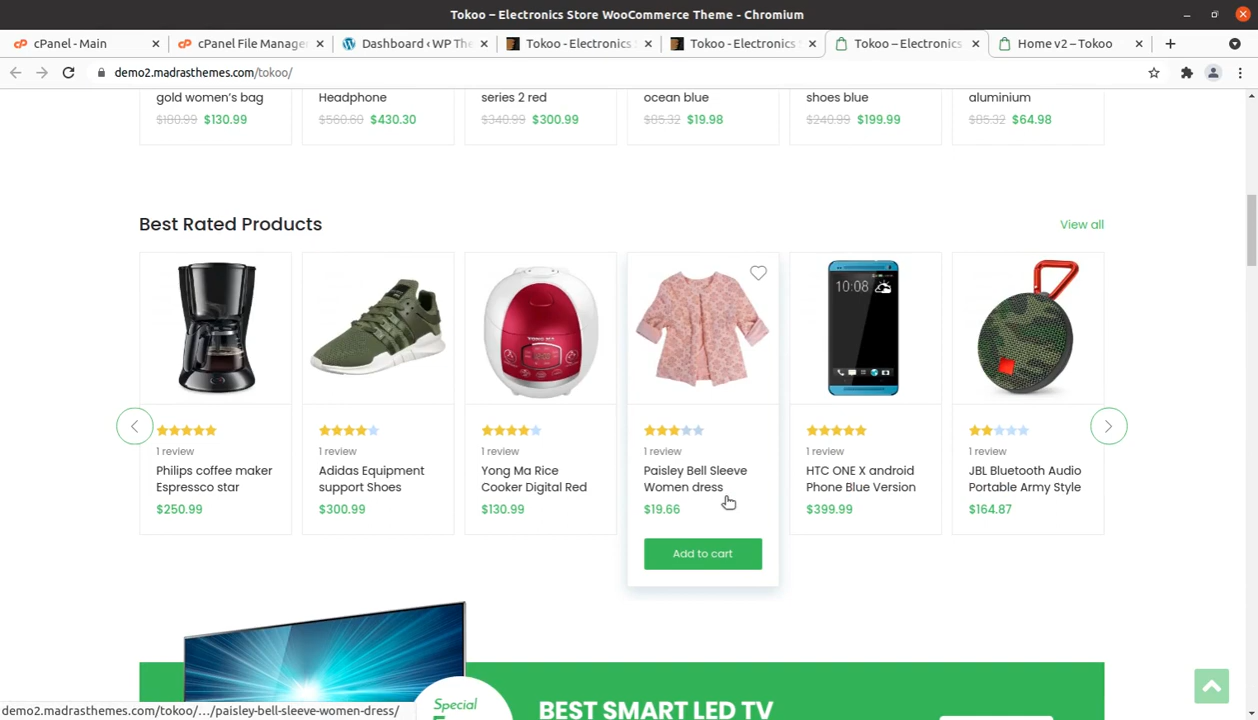 Tokoo – Electronics Store WooCommerce Theme - Chromium
cPanel - Main
cPanel File Manage
Dashboard ‹ WP The
Tokoo - Electronics
Tokoo - Electronics
Tokoo – Electronics
Home v2 – Tokoo
demo2.madrasthemes.com/tokoo/
gold women's bag
Headphone
series 2 red
ocean blue
shoes blue
aluminium
$180.99 $130.99
$560.60 $430.30
$340.99 $300.99
$85.32 $19.98
$240.99 $199.99
$85.32 $64.98
Best Rated Products
View all
10:08
YONG MA
1 review
1 review
1 review
1 review
1 review
1 review
Philips coffee maker
Espressco star
Adidas Equipment
support Shoes
Yong Ma Rice
Cooker Digital Red
Paisley Bell Sleeve
Women dress
HTC ONE X android
Phone Blue Version
JBL Bluetooth Audio
Portable Army Style
$250.99
$300.99
$130.99
$19.66
$399.99
$164.87
Add to cart
Special
BEST SMART LED TV
demo2.madrasthemes.com/tokoo/…/paisley-bell-sleeve-women-dress/